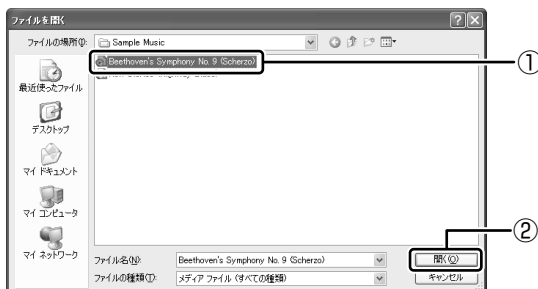 ファイルを開く
ファイルの場所(I):
Sample Music
Beethoven's Symphony No. 9 (Scherzo)
①
最近使ったファイル
デスクトップ
マイ ドキュメント
マイ コンピュータ
マイ ネットワーク
②
ファイル名(N):
Beethoven's Symphony No. 9 (Scherzo)
開く(O)
ファイルの種類(T):
メディア ファイル (すべての種類)
キャンセル